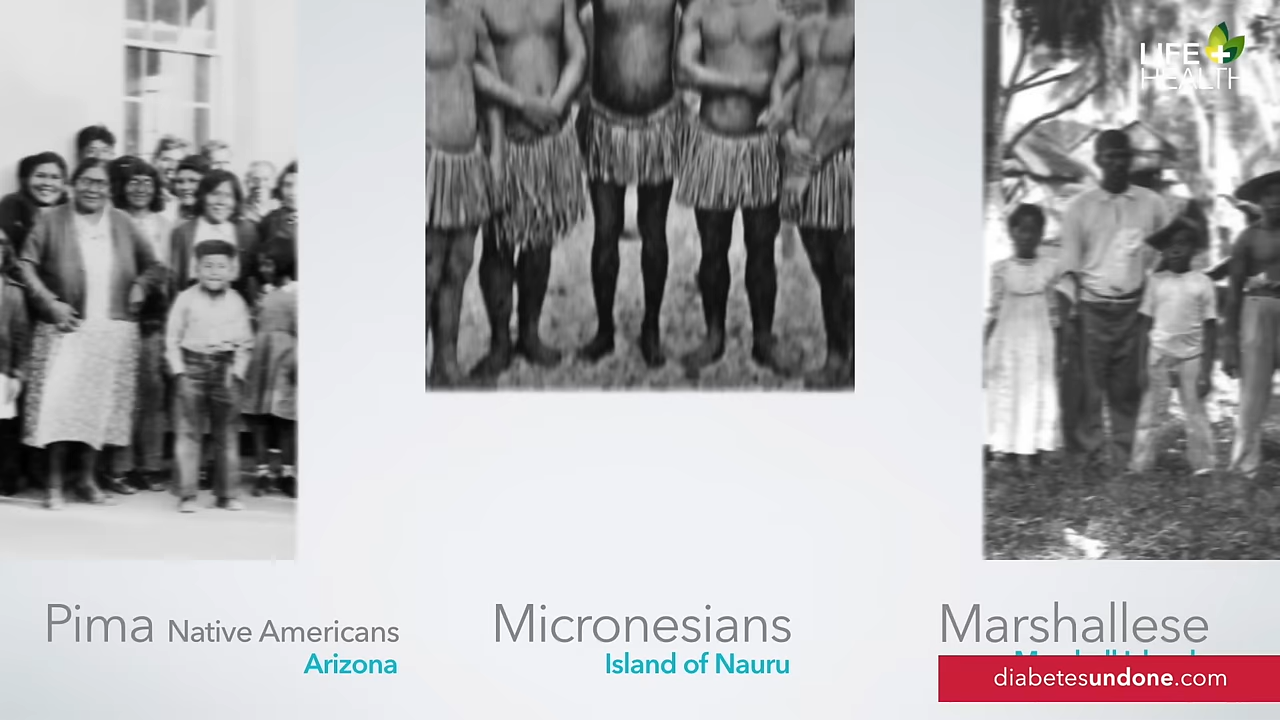 LIFE
HEALTH
Pima Native Americans
Arizona
Micronesians
Island of Nauru
Marshallese
diabetesundone.com